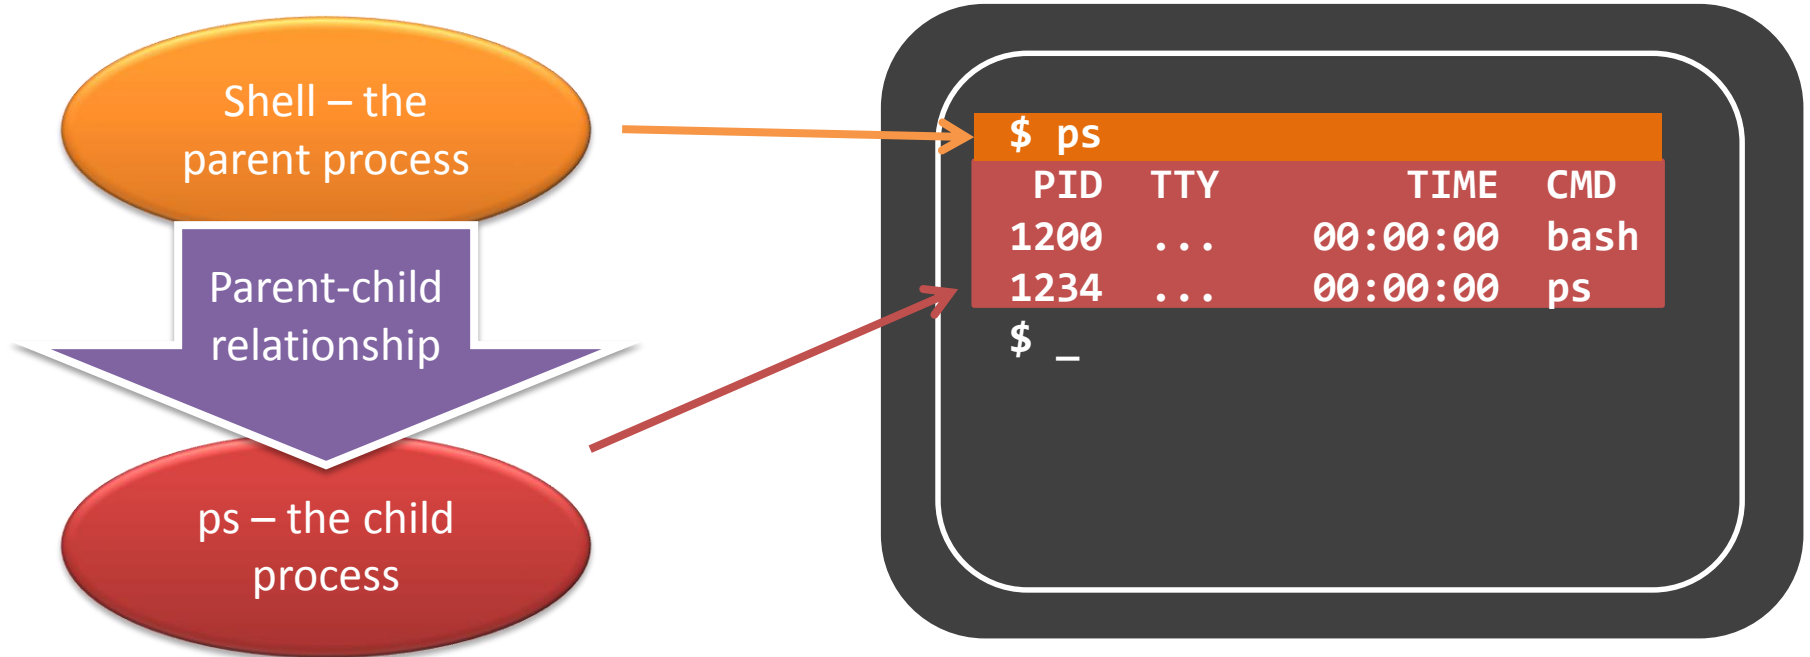 Shell – the
parent process
Parent-child
relationship
ps – the child
process
$ ps
PID TTY TIME CMD
1200 ... 00:00:00 bash
1234 ... 00:00:00 ps
$ _